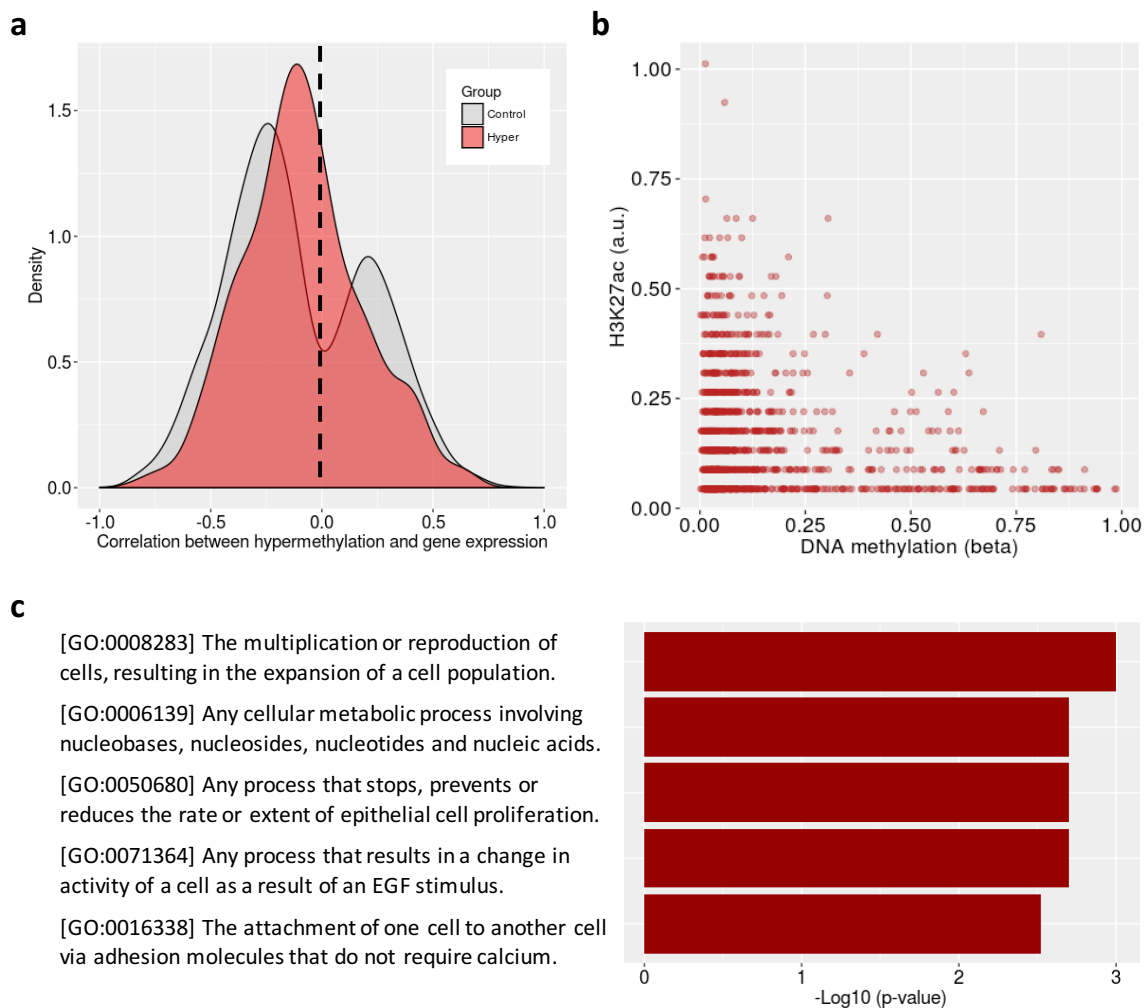 a
Group
Control
Hyper
1.5
1.0
0.5
0.0
Density
-1.0
-0.5
0.0
0.5
1.0
Correlation between hypermethylation and gene expression
b
1.00
0.75
0.50
0.25
0.00
H3K27ac (a.u.)
0.00
0.25
0.50
0.75
1.00
DNA methylation (beta)
c
[GO:0008283] The multiplication or reproduction of
cells, resulting in the expansion of a cell population.
[GO:0006139] Any cellular metabolic process involving
nucleobases, nucleosides, nucleotides and nucleic acids.
[GO:0050680] Any process that stops, prevents or
reduces the rate or extent of epithelial cell proliferation.
[GO:0071364] Any process that results in a change in
activity of a cell as a result of an EGF stimulus.
[GO:0016338] The attachment of one cell to another cell
via adhesion molecules that do not require calcium.
0
1
2
3
-Log10 (p-value)